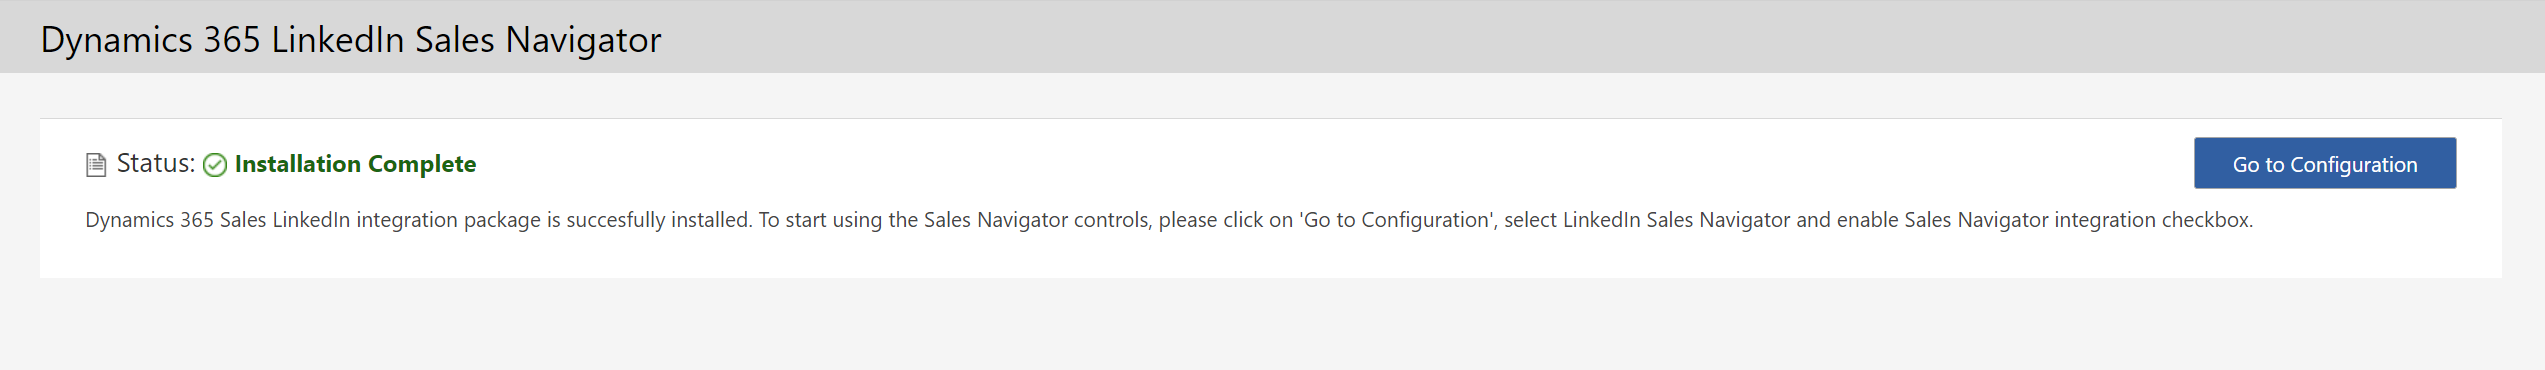 Dynamics 365 LinkedIn Sales Navigator
Status: Installation Complete
Go to Configuration
Dynamics 365 Sales LinkedIn integration package is succesfully installed. To start using the Sales Navigator controls, please click on 'Go to Configuration', select LinkedIn Sales Navigator and enable Sales Navigator integration checkbox.